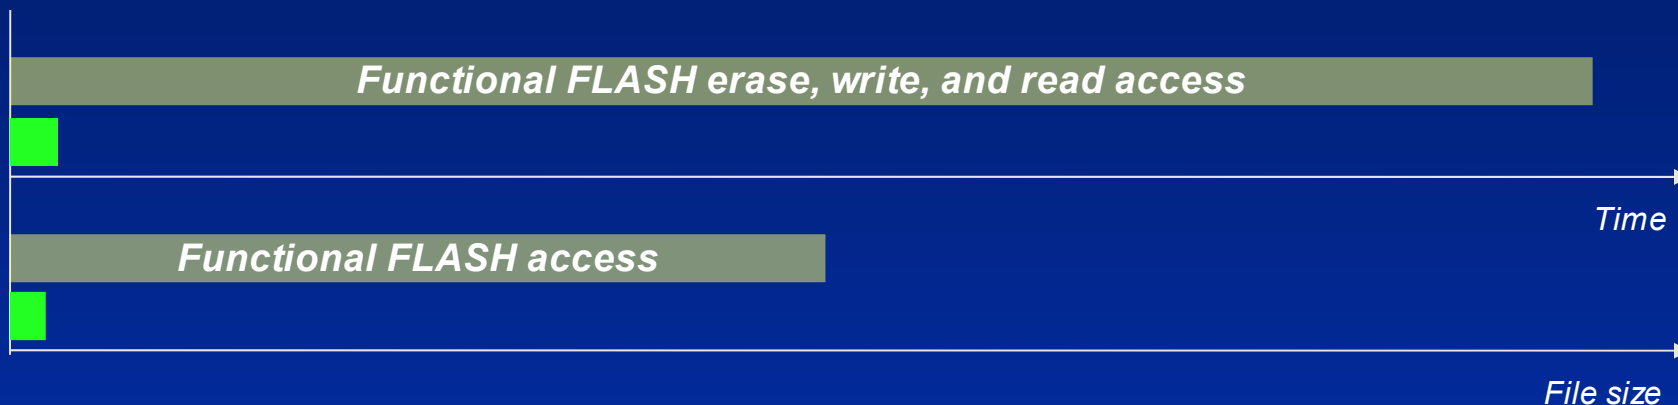 Functional FLASH erase, write, and read access
Time
Functional FLASH access
File size